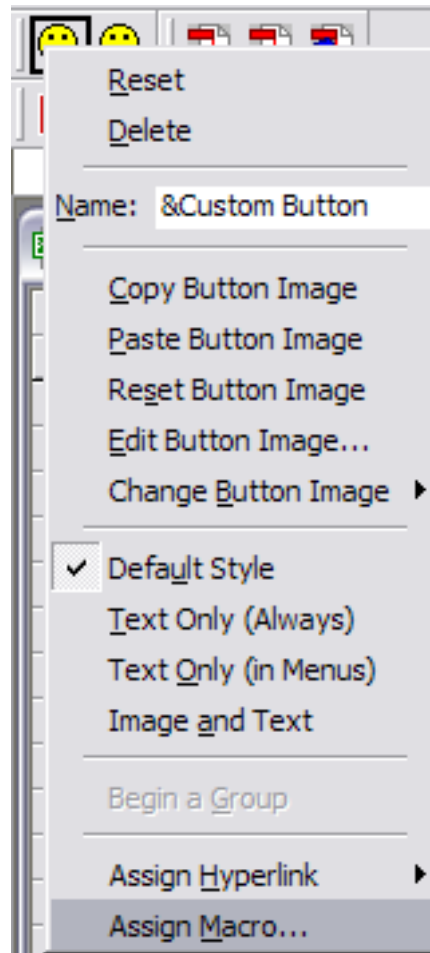 Reset
Delete
Name: &Custom Button
Copy Button Image
Paste Button Image
Reset Button Image
Edit Button Image...
Change Button Image
Default Style
Text Only (Always)
Text Only (in Menus)
Image and Text
Begin a Group
Assign Hyperlink
Assign Macro...